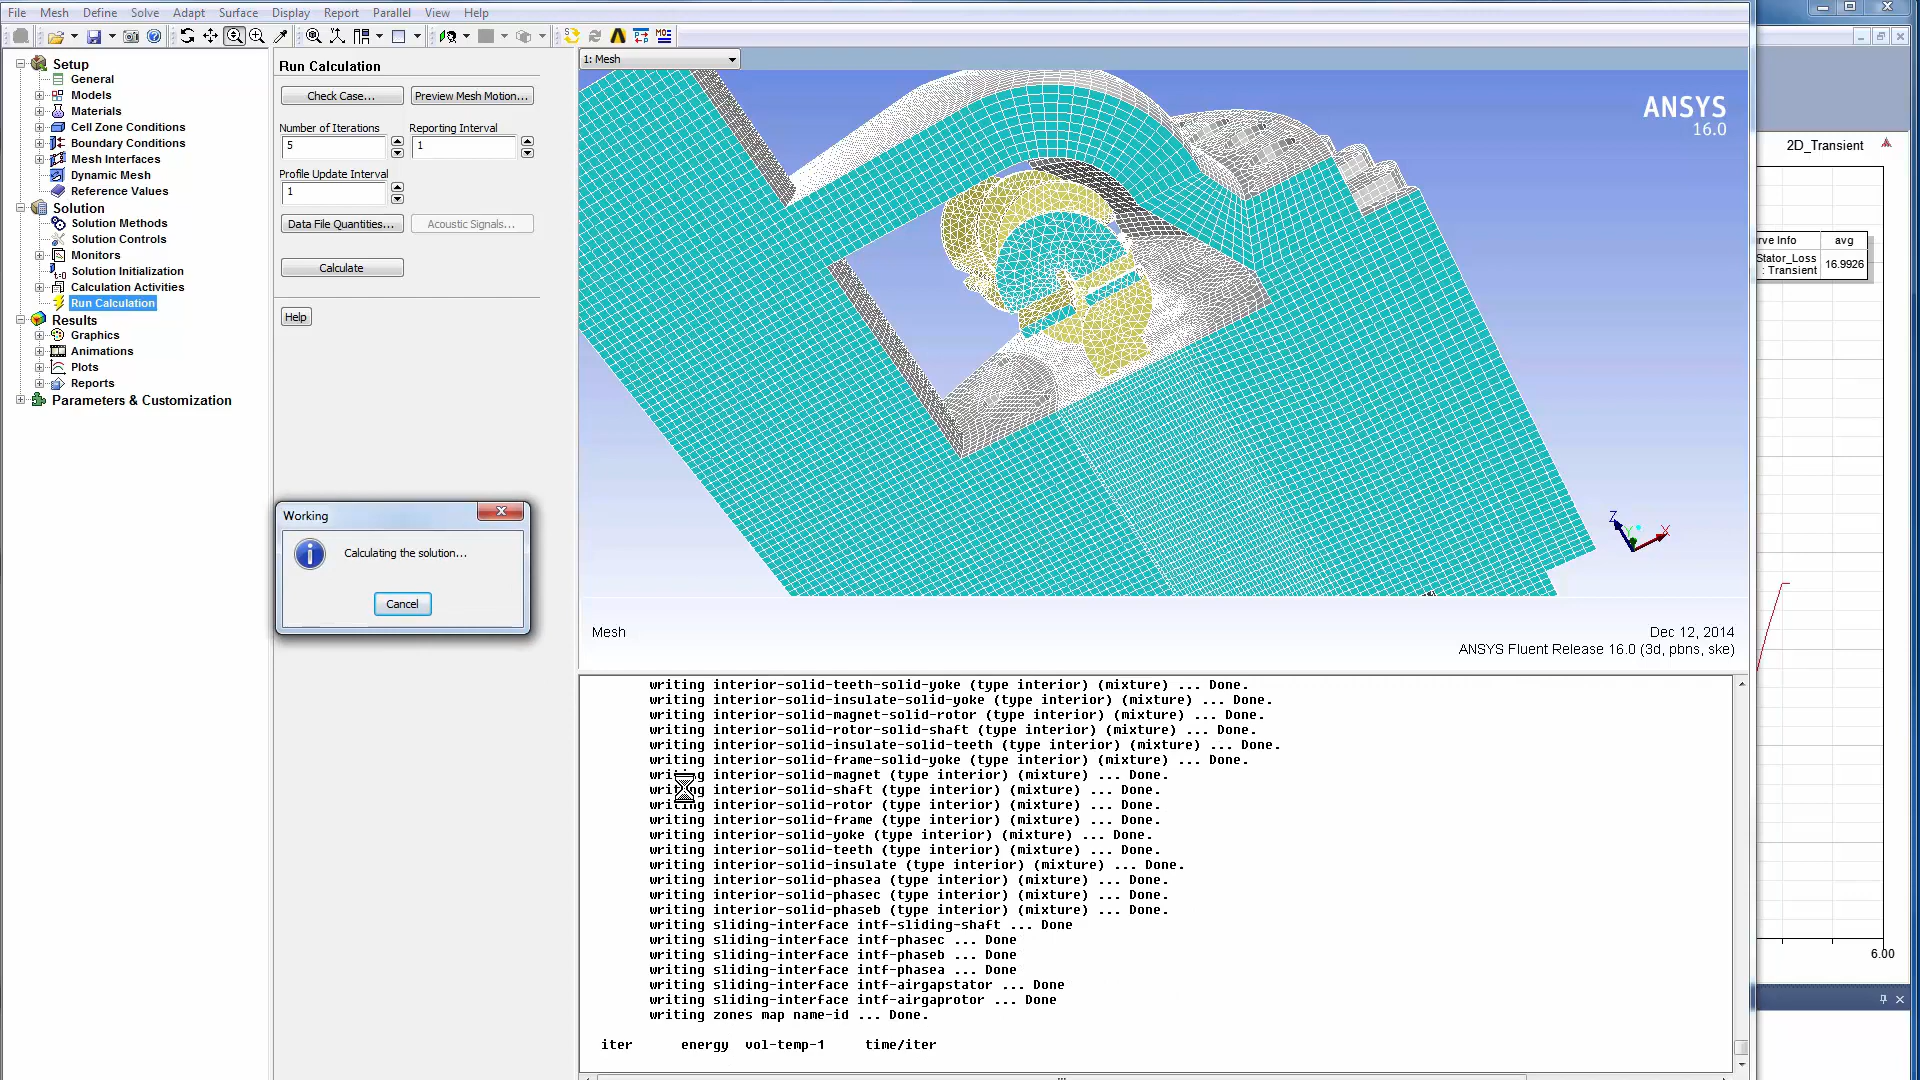 File Mesh Define Solve Adapt Surface Display Report Parallel View Help
Setup
General
Models
Materials
Cell Zone Conditions
Boundary Conditions
Mesh Interfaces
Dynamic Mesh
Reference Values
Solution
Solution Methods
Solution Controls
Monitors
Solution Initialization
Calculation Activities
Run Calculation
Results
Graphics
Animations
Plots
Reports
Parameters & Customization
Run Calculation
Check Case... Preview Mesh Motion...
Number of Iterations Reporting Interval
5 1
Profile Update Interval
1
Data File Quantities... Acoustic Signals...
Calculate
Help
Working
Calculating the solution...
Cancel
1: Mesh
ANSYS
16.0
Z X
Mesh
Dec 12, 2014
ANSYS Fluent Release 16.0 (3d, pbns, ske)
writing interior-solid-teeth-solid-yoke (type interior) (mixture) ... Done.
writing interior-solid-insulate-solid-yoke (type interior) (mixture) ... Done.
writing interior-solid-magnet-solid-rotor (type interior) (mixture) ... Done.
writing interior-solid-rotor-solid-shaft (type interior) (mixture) ... Done.
writing interior-solid-insulate-solid-teeth (type interior) (mixture) ... Done.
writing interior-solid-frame-solid-yoke (type interior) (mixture) ... Done.
writing interior-solid-magnet (type interior) (mixture) ... Done.
writing interior-solid-shaft (type interior) (mixture) ... Done.
writing interior-solid-rotor (type interior) (mixture) ... Done.
writing interior-solid-frame (type interior) (mixture) ... Done.
writing interior-solid-yoke (type interior) (mixture) ... Done.
writing interior-solid-teeth (type interior) (mixture) ... Done.
writing interior-solid-insulate (type interior) (mixture) ... Done.
writing interior-solid-phasea (type interior) (mixture) ... Done.
writing interior-solid-phasec (type interior) (mixture) ... Done.
writing interior-solid-phaseb (type interior) (mixture) ... Done.
writing sliding-interface intf-sliding-shaft ... Done
writing sliding-interface intf-phasec ... Done
writing sliding-interface intf-phaseb ... Done
writing sliding-interface intf-phasea ... Done
writing sliding-interface intf-airgapstator ... Done
writing sliding-interface intf-airgaprotor ... Done
writing zones map name-id ... Done.
iter energy vol-temp-1 time/iter
2D_Transient
rve Info avg
Stator_Loss
: Transient 16.9926
6.00